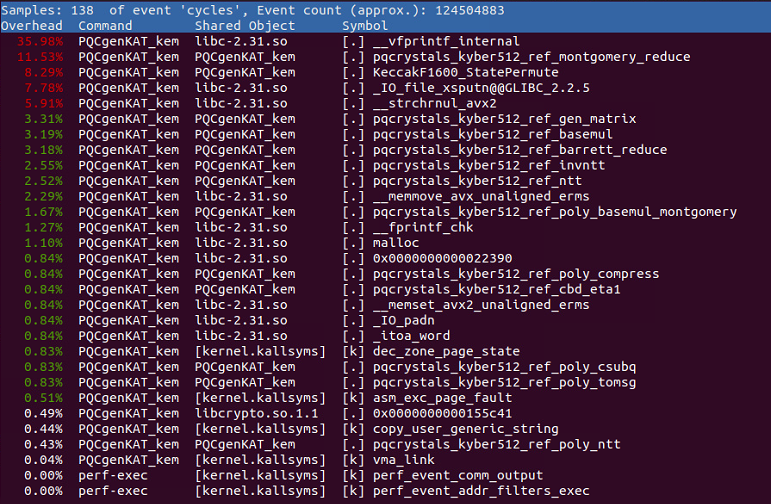 Samples: 138  of event 'cycles', Event count (approx.): 124504883
Overhead  Command      Shared Object      Symbol
35.98%  PQCgenKAT_kem  libc-2.31.so       [.] __vfprintf_internal
11.53%  PQCgenKAT_kem  PQCgenKAT_kem      [.] pqcrystals_kyber512_ref_montgomery_reduce
8.29%  PQCgenKAT_kem  PQCgenKAT_kem      [.] KeccakF1600_StatePermute
7.78%  PQCgenKAT_kem  libc-2.31.so       [.] _IO_file_xsputn@@GLIBC_2.2.5
5.91%  PQCgenKAT_kem  libc-2.31.so       [.] __strchrnul_avx2
3.31%  PQCgenKAT_kem  PQCgenKAT_kem      [.] pqcrystals_kyber512_ref_gen_matrix
3.19%  PQCgenKAT_kem  PQCgenKAT_kem      [.] pqcrystals_kyber512_ref_basemul
3.18%  PQCgenKAT_kem  PQCgenKAT_kem      [.] pqcrystals_kyber512_ref_barrett_reduce
2.55%  PQCgenKAT_kem  PQCgenKAT_kem      [.] pqcrystals_kyber512_ref_invntt
2.52%  PQCgenKAT_kem  PQCgenKAT_kem      [.] pqcrystals_kyber512_ref_ntt
2.29%  PQCgenKAT_kem  libc-2.31.so       [.] __memmove_avx_unaligned_erms
1.67%  PQCgenKAT_kem  PQCgenKAT_kem      [.] pqcrystals_kyber512_ref_poly_basemul_montgomery
1.27%  PQCgenKAT_kem  libc-2.31.so       [.] __fprintf_chk
1.10%  PQCgenKAT_kem  libc-2.31.so       [.] malloc
0.84%  PQCgenKAT_kem  libc-2.31.so       [.] 0x0000000000022390
0.84%  PQCgenKAT_kem  PQCgenKAT_kem      [.] pqcrystals_kyber512_ref_poly_compress
0.84%  PQCgenKAT_kem  PQCgenKAT_kem      [.] pqcrystals_kyber512_ref_cbd_eta1
0.84%  PQCgenKAT_kem  libc-2.31.so       [.] __memset_avx2_unaligned_erms
0.84%  PQCgenKAT_kem  libc-2.31.so       [.] _IO_padn
0.84%  PQCgenKAT_kem  libc-2.31.so       [.] _itoa_word
0.83%  PQCgenKAT_kem  [kernel.kallsyms]  [k] dec_zone_page_state
0.83%  PQCgenKAT_kem  PQCgenKAT_kem      [.] pqcrystals_kyber512_ref_poly_csubq
0.83%  PQCgenKAT_kem  PQCgenKAT_kem      [.] pqcrystals_kyber512_ref_poly_tomsg
0.51%  PQCgenKAT_kem  [kernel.kallsyms]  [k] asm_exc_page_fault
0.49%  PQCgenKAT_kem  libcrypto.so.1.1   [.] 0x0000000000155c41
0.44%  PQCgenKAT_kem  [kernel.kallsyms]  [k] copy_user_generic_string
0.43%  PQCgenKAT_kem  PQCgenKAT_kem      [.] pqcrystals_kyber512_ref_poly_ntt
0.04%  PQCgenKAT_kem  [kernel.kallsyms]  [k] vma_link
0.00%  perf-exec      [kernel.kallsyms]  [k] perf_event_comm_output
0.00%  perf-exec      [kernel.kallsyms]  [k] perf_event_addr_filters_exec